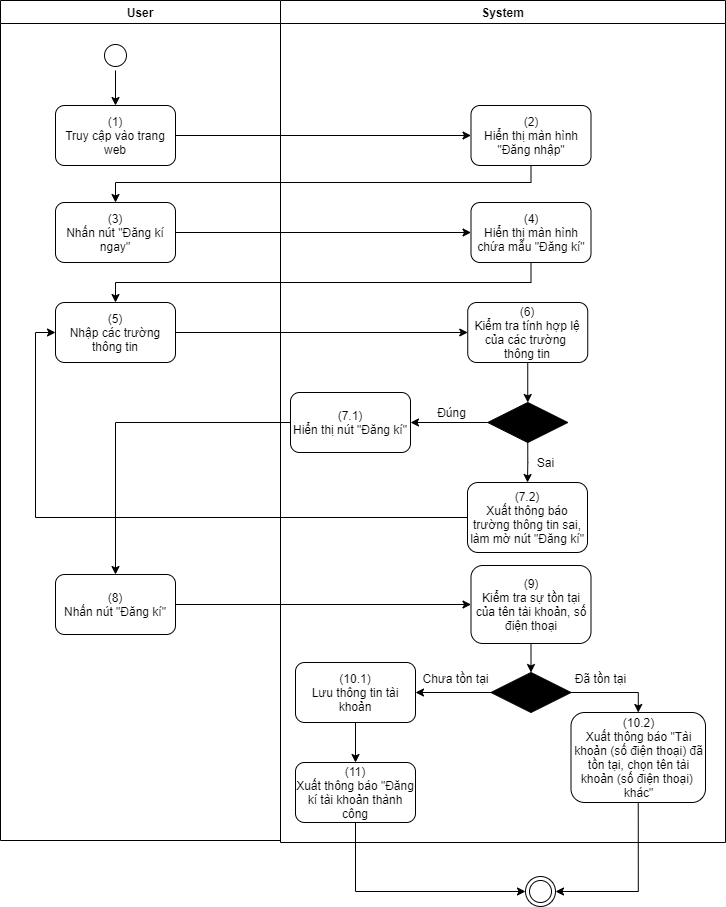 User
System
(1)
Truy cập vào trang
web
(2)
Hiển thị màn hình
"Đăng nhập"
(3)
Nhấn nút "Đăng kí
ngay"
(4)
Hiển thị màn hình
chứa mẫu "Đăng kí"
(5)
Nhập các trường
thông tin
(6)
Kiểm tra tính hợp lệ
của các trường
thông tin
(7.1)
Hiển thị nút "Đăng kí"
Đúng
Sai
(7.2)
Xuất thông báo
trường thông tin sai,
làm mờ nút "Đăng kí"
(8)
Nhấn nút "Đăng kí"
(9)
Kiểm tra sự tồn tại
của tên tài khoản, số
điện thoại
(10.1)
Lưu thông tin tài
khoản
Chưa tồn tại
Đã tồn tại
(10.2)
Xuất thông báo "Tài
khoản (số điện thoại) đã
tồn tại, chọn tên tài
khoản (số điện thoại)
khác"
(11)
Xuất thông báo "Đăng
kí tài khoản thành
công